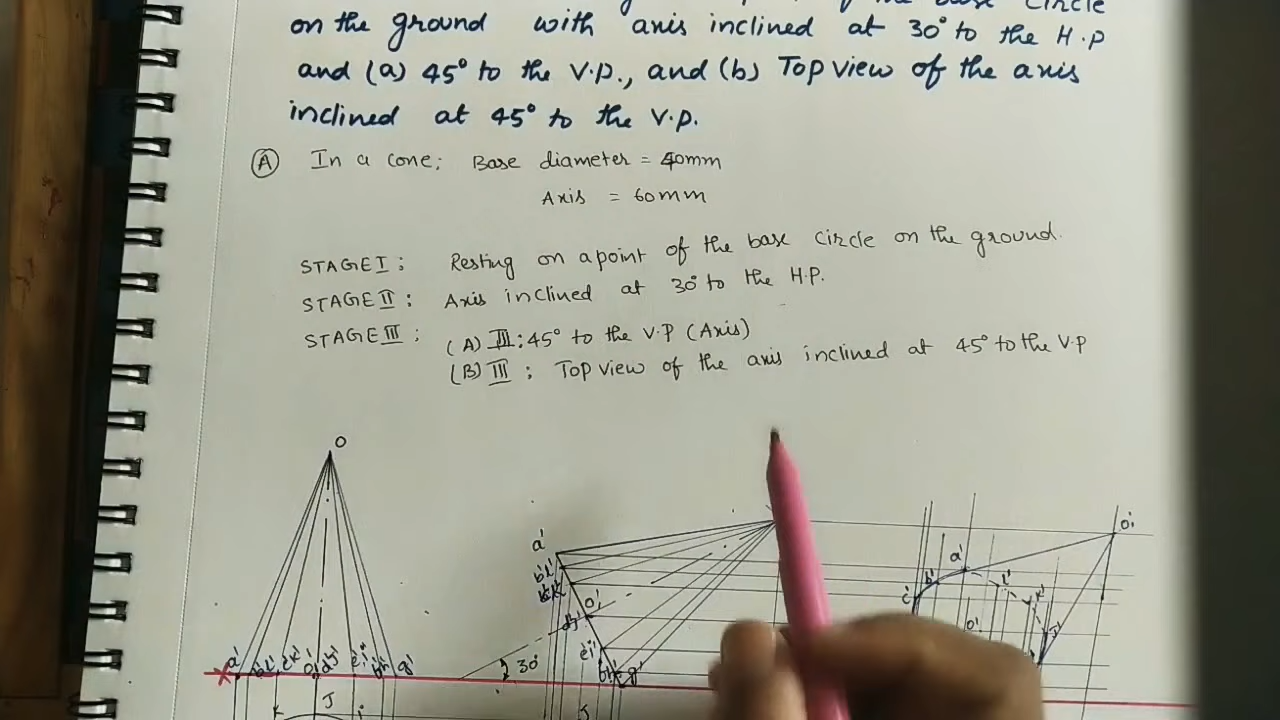 the base circle
on the ground with axis inclined at 30° to the H.P
and (a) 45° to the V.P., and (b) Top view of the axis
inclined at 45° to the V.P.
(A) In a cone; Base diameter = 40mm
Axis = 60mm
STAGE I : Resting on a point of the base circle on the ground.
STAGE II : Axis inclined at 30° to the H.P.
STAGE III : (A) III : 45° to the V.P (Axis)
(B) III ; Top view of the axis inclined at 45° to the V.P
O
a' o' g'
a' o' g' 30°
o' a' b' c' l' k' o'
J